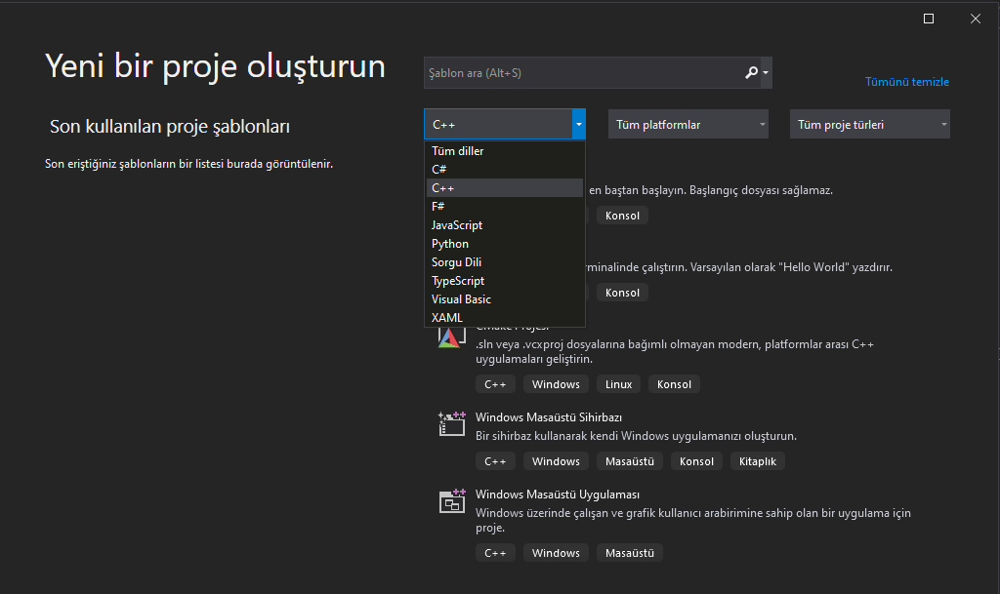 Yeni bir proje oluşturun
Şablon ara (Alt+S)
Tümünü temizle
Son kullanılan proje şablonları
Son eriştiğiniz şablonların bir listesi burada görüntülenir.
C++
Tüm platformlar
Tüm proje türleri
Tüm diller
C#
C++
F#
JavaScript
Python
Sorgu Dili
TypeScript
Visual Basic
XAML
en baştan başlayın. Başlangıç dosyası sağlamaz.
Konsol
rminalinde çalıştırın. Varsayılan olarak "Hello World" yazdırır.
Konsol
CMake Projesi
.sln veya .vcxproj dosyalarına bağımlı olmayan modern, platformlar arası C++
uygulamaları geliştirin.
C++ Windows Linux Konsol
Windows Masaüstü Sihirbazı
Bir sihirbaz kullanarak kendi Windows uygulamanızı oluşturun.
C++ Windows Masaüstü Konsol Kitaplık
Windows Masaüstü Uygulaması
Windows üzerinde çalışan ve grafik kullanıcı arabirimine sahip olan bir uygulama için
proje.
C++ Windows Masaüstü